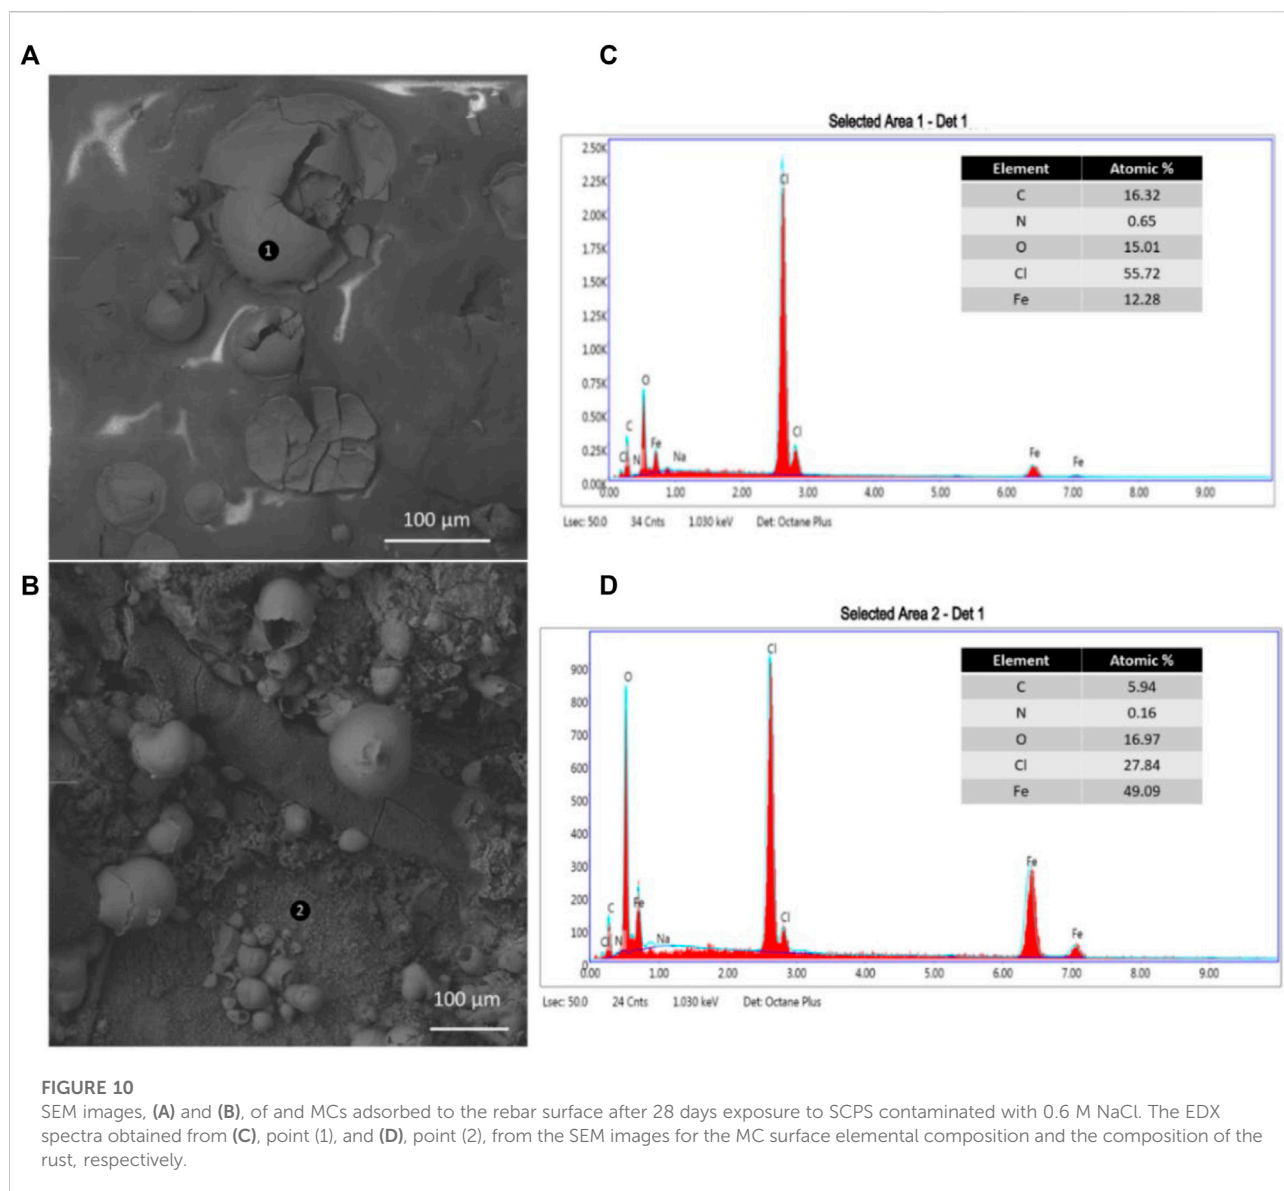 A
1
100 µm
B
2
100 µm
C
Selected Area 1 - Det 1
2.50K
2.25K
2.00K
1.75K
1.50K
1.25K
1.00K
0.75K
0.50K
0.25K
0.00K
Cl
O
C
Cl
N
Fe
Na
Cl
Fe
Fe
0.00 1.00 2.00 3.00 4.00 5.00 6.00 7.00 8.00 9.00
Lsec: 50.0 34 Cnts 1.030 keV Det: Octane Plus
Element Atomic %
C 16.32
N 0.65
O 15.01
Cl 55.72
Fe 12.28
D
Selected Area 2 - Det 1
900
800
700
600
500
400
300
200
100
0
Cl
O
C
Cl
N
Fe
Na
Cl
Fe
Fe
0.00 1.00 2.00 3.00 4.00 5.00 6.00 7.00 8.00 9.00
Lsec: 50.0 24 Cnts 1.030 keV Det: Octane Plus
Element Atomic %
C 5.94
N 0.16
O 16.97
Cl 27.84
Fe 49.09
FIGURE 10
SEM images, (A) and (B), of and MCs adsorbed to the rebar surface after 28 days exposure to SCPS contaminated with 0.6 M NaCl. The EDX
spectra obtained from (C), point (1), and (D), point (2), from the SEM images for the MC surface elemental composition and the composition of the
rust, respectively.